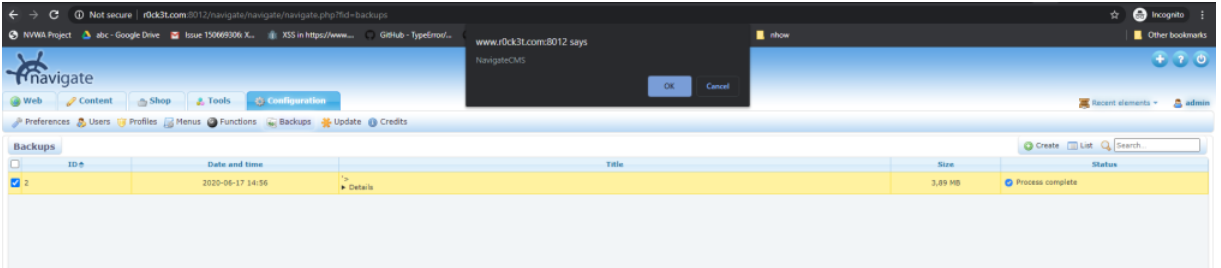 Not secure | r0ck3t.com:8012/navigate/navigate/navigate.php?fid=backups
Incognito
NVWA Project abc - Google Drive Issue 150669306: X... XSS in https://www.... GitHub - TypeError/... nhow Other bookmarks
www.r0ck3t.com:8012 says
NavigateCMS
OK Cancel
navigate
Web Content Shop Tools Configuration
Recent elements admin
Preferences Users Profiles Menus Functions Backups Update Credits
Backups
Create List Search...
ID Date and time Title Size Status
2 2020-06-17 14:56 '> 3,89 MB Process complete
Details